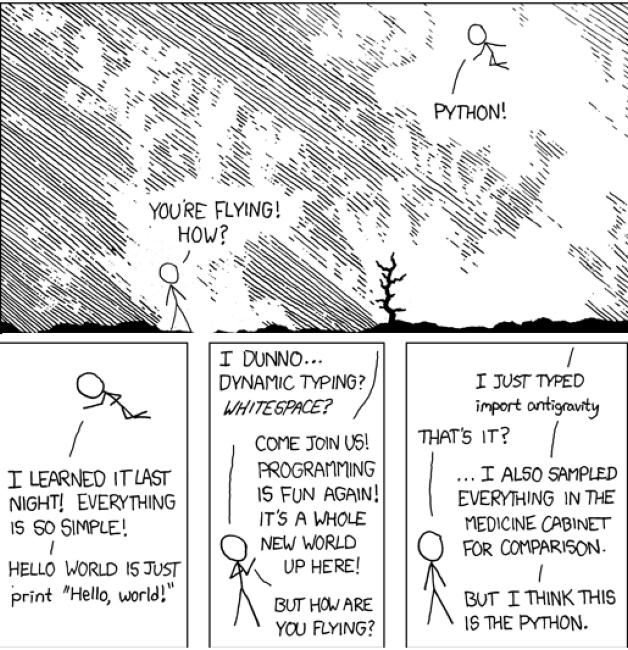 YOU'RE FLYING!
HOW?
PYTHON!
I LEARNED IT LAST
NIGHT! EVERYTHING
IS SO SIMPLE!
HELLO WORLD IS JUST
print "Hello, world!"
I DUNNO...
DYNAMIC TYPING?
WHITESPACE?
COME JOIN US!
PROGRAMMING
IS FUN AGAIN!
IT'S A WHOLE
NEW WORLD
UP HERE!
BUT HOW ARE
YOU FLYING?
I JUST TYPED
import antigravity
THAT'S IT?
... I ALSO SAMPLED
EVERYTHING IN THE
MEDICINE CABINET
FOR COMPARISON.
BUT I THINK THIS
IS THE PYTHON.